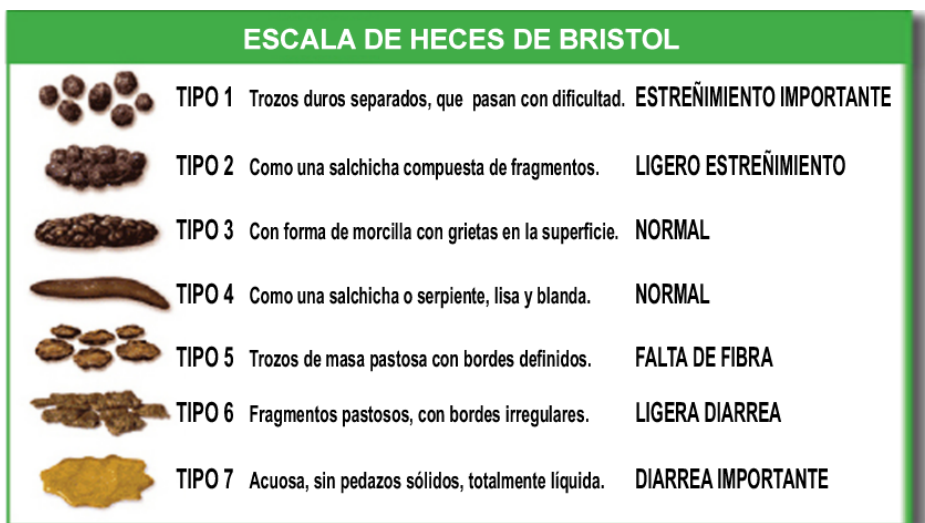 ESCALA DE HECES DE BRISTOL
TIPO 1 Trozos duros separados, que pasan con dificultad. ESTREÑIMIENTO IMPORTANTE
TIPO 2 Como una salchicha compuesta de fragmentos. LIGERO ESTREÑIMIENTO
TIPO 3 Con forma de morcilla con grietas en la superficie. NORMAL
TIPO 4 Como una salchicha o serpiente, lisa y blanda. NORMAL
TIPO 5 Trozos de masa pastosa con bordes definidos. FALTA DE FIBRA
TIPO 6 Fragmentos pastosos, con bordes irregulares. LIGERA DIARREA
TIPO 7 Acuosa, sin pedazos sólidos, totalmente líquida. DIARREA IMPORTANTE